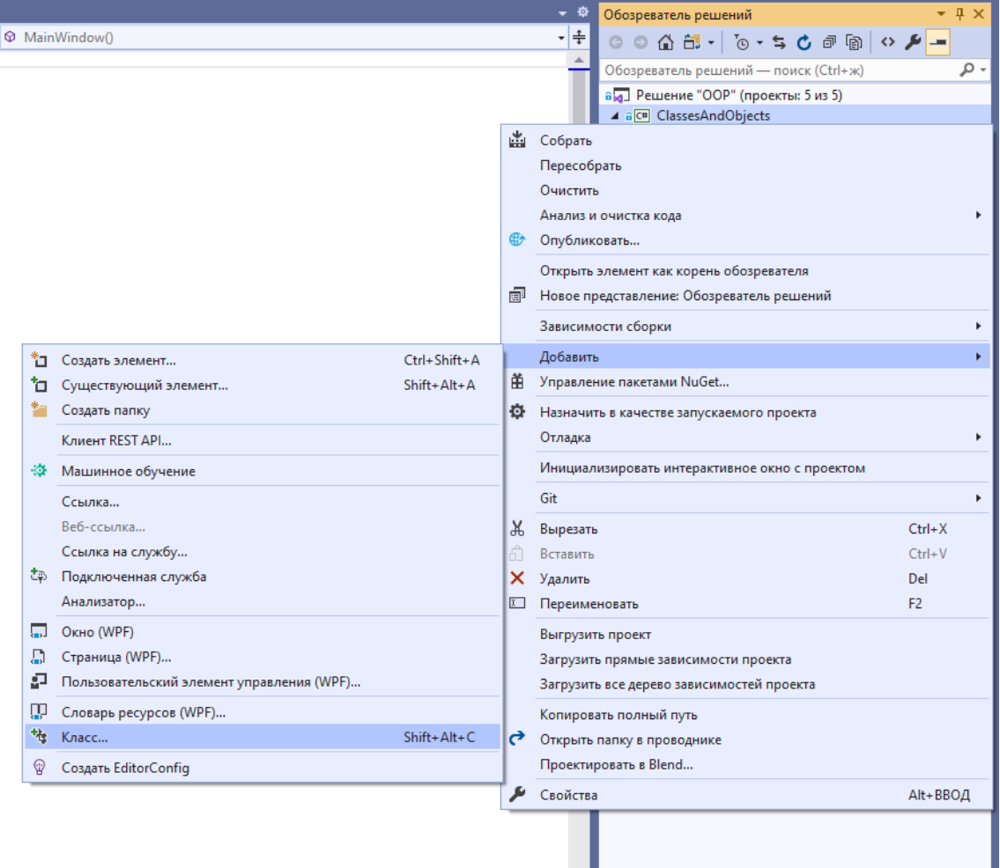 MainWindow()
Обозреватель решений
Обозреватель решений — поиск (Ctrl+ж)
Решение "OOP" (проекты: 5 из 5)
C# ClassesAndObjects
Собрать
Пересобрать
Очистить
Анализ и очистка кода
Опубликовать...
Открыть элемент как корень обозревателя
Новое представление: Обозреватель решений
Зависимости сборки
Добавить
Управление пакетами NuGet...
Назначить в качестве запускаемого проекта
Отладка
Инициализировать интерактивное окно с проектом
Git
Вырезать Ctrl+X
Вставить Ctrl+V
Удалить Del
Переименовать F2
Выгрузить проект
Загрузить прямые зависимости проекта
Загрузить все дерево зависимостей проекта
Копировать полный путь
Открыть папку в проводнике
Проектировать в Blend...
Свойства Alt+ВВОД
Создать элемент... Ctrl+Shift+A
Существующий элемент... Shift+Alt+A
Создать папку
Клиент REST API...
Машинное обучение
Ссылка...
Веб-ссылка...
Ссылка на службу...
Подключенная служба
Анализатор...
Окно (WPF)
Страница (WPF)...
Пользовательский элемент управления (WPF)...
Словарь ресурсов (WPF)...
Класс... Shift+Alt+C
Создать EditorConfig